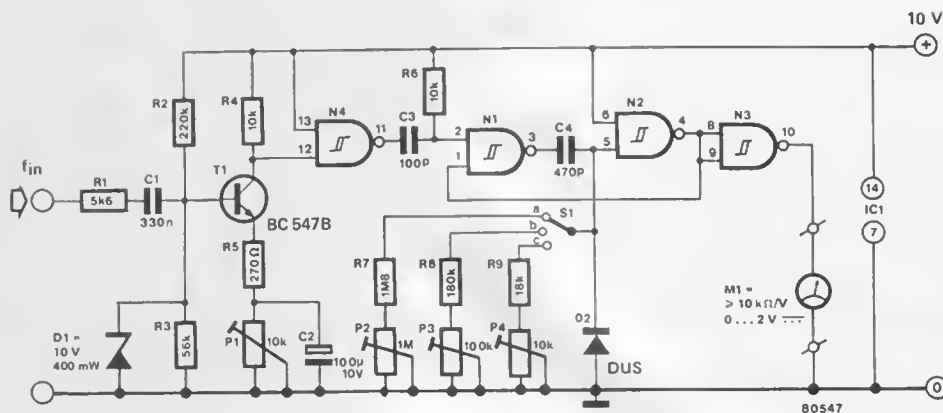 10 V
+
R2
220k
R4
10k
N4
13
12
11
C3
100p
R6
10k
N1
2
1
3
C4
470p
N2
6
5
4
N3
8
9
10
fin
R1
5k6
C1
330n
T1
BC 547B
R5
270Ω
S1
a
b
c
14
IC1
7
R7
1M8
R8
180k
R9
18k
M1 =
⩾ 10 kΩ/V
0 ... 2 V
D1 =
10 V
400 mW
R3
56k
P1
10k
C2
100µ
10V
P2
1M
P3
100k
P4
10k
D2
DUS
80547
0